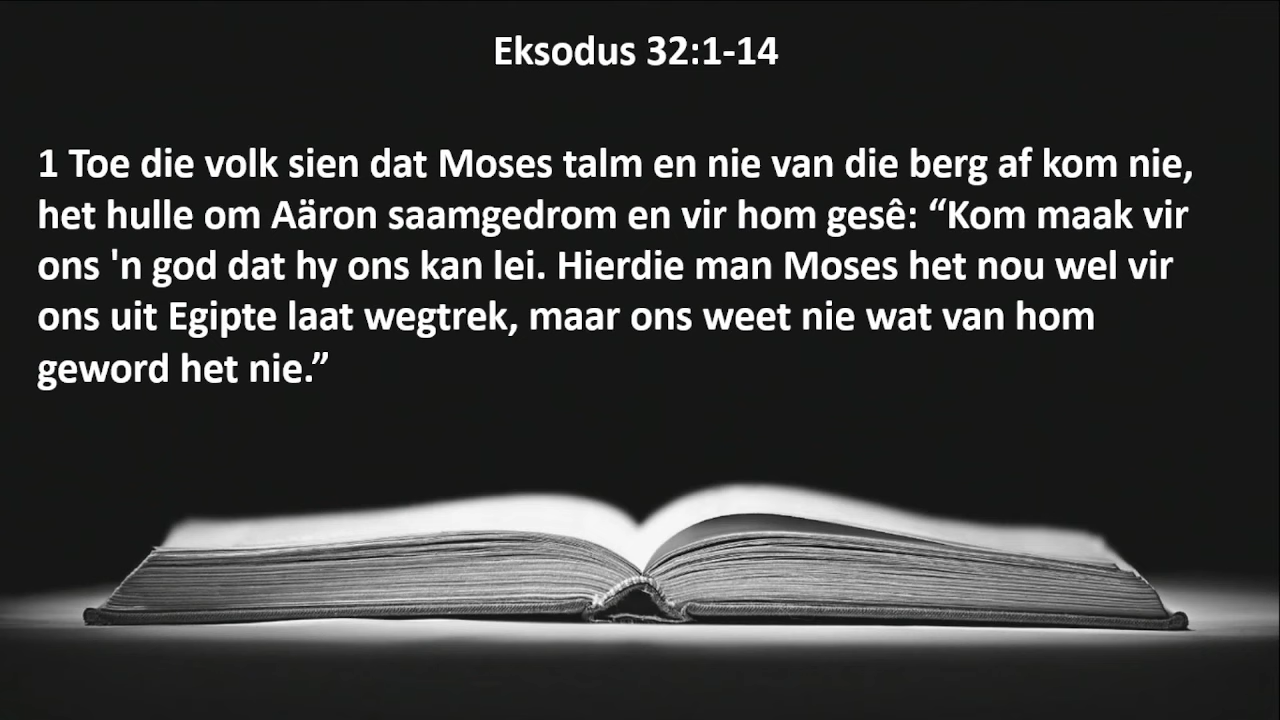 Eksodus 32:1-14
1 Toe die volk sien dat Moses talm en nie van die berg af kom nie,
het hulle om Aäron saamgedrom en vir hom gesê: “Kom maak vir
ons 'n god dat hy ons kan lei. Hierdie man Moses het nou wel vir
ons uit Egipte laat wegtrek, maar ons weet nie wat van hom
geword het nie.”